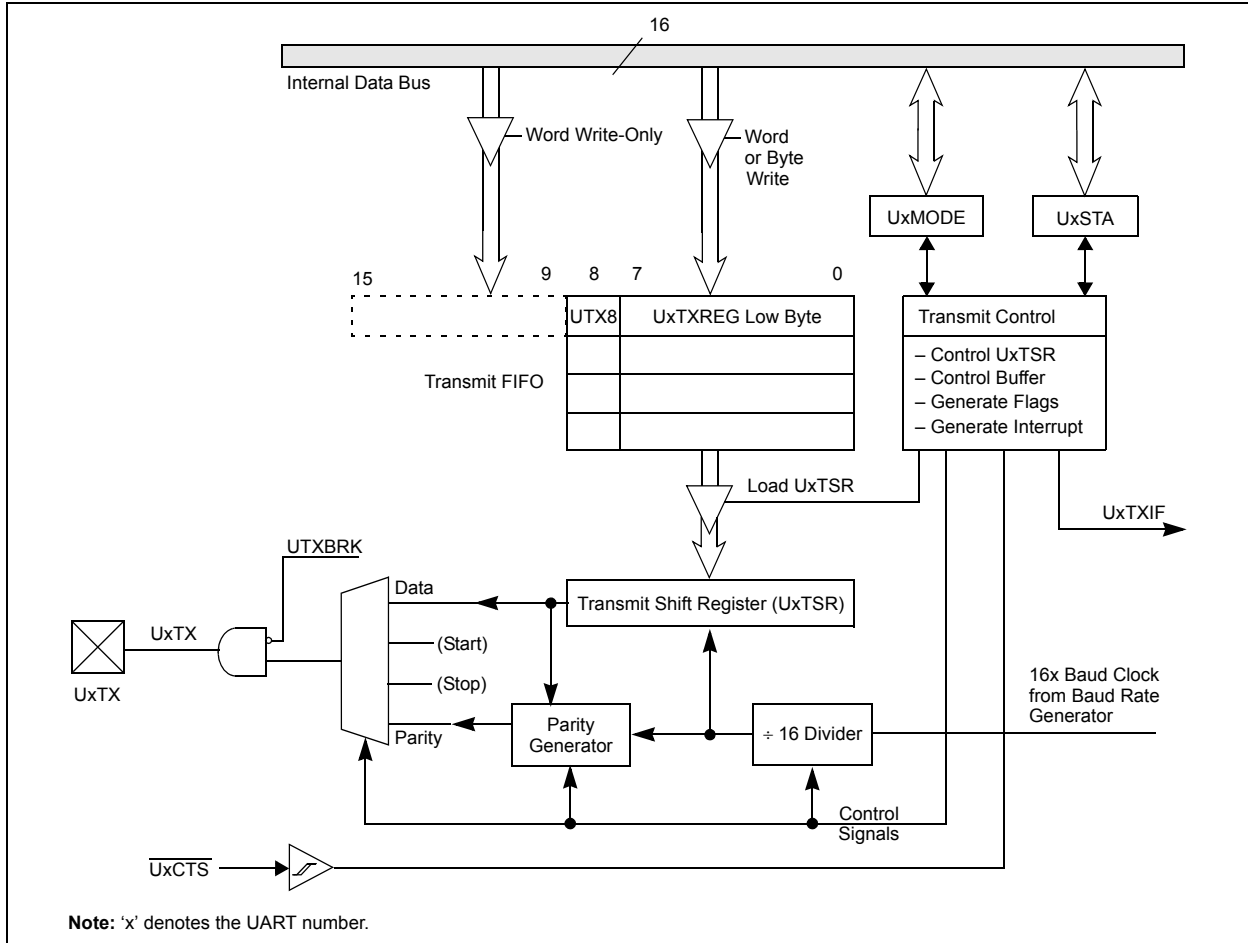 16
Internal Data Bus
Word Write-Only
Word
or Byte
Write
UxMODE
UxSTA
15
9
8
7
0
UTX8
UxTXREG Low Byte
Transmit Control
– Control UxTSR
– Control Buffer
– Generate Flags
– Generate Interrupt
Transmit FIFO
Load UxTSR
UxTXIF
UTXBRK
Data
Transmit Shift Register (UxTSR)
UxTX
(Start)
UxTX
(Stop)
16x Baud Clock
from Baud Rate
Generator
Parity
Parity
Generator
÷ 16 Divider
Control
Signals
UxCTS
Note: ‘x’ denotes the UART number.